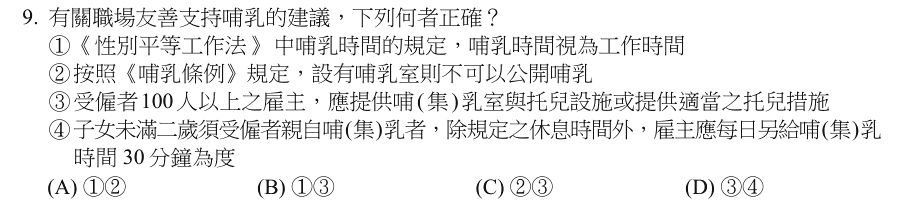 9. 有關職場友善支持哺乳的建議，下列何者正確？
①《性別平等工作法》中哺乳時間的規定，哺乳時間視為工作時間
②按照《哺乳條例》規定，設有哺乳室則不可以公開哺乳
③受僱者100人以上之雇主，應提供哺(集)乳室與托兒設施或提供適當之托兒措施
④子女未滿二歲須受僱者親自哺(集)乳者，除規定之休息時間外，雇主應每日另給哺(集)乳
時間30分鐘為度
(A) ①② (B) ①③ (C) ②③ (D) ③④